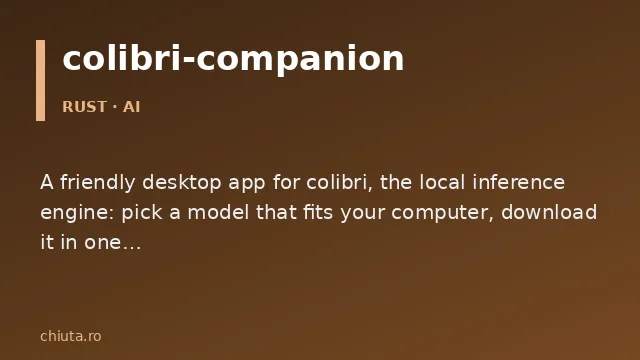 colibri-companion
RUST · AI
A friendly desktop app for colibri, the local inference
engine: pick a model that fits your computer, download
it in one…
chiuta.ro